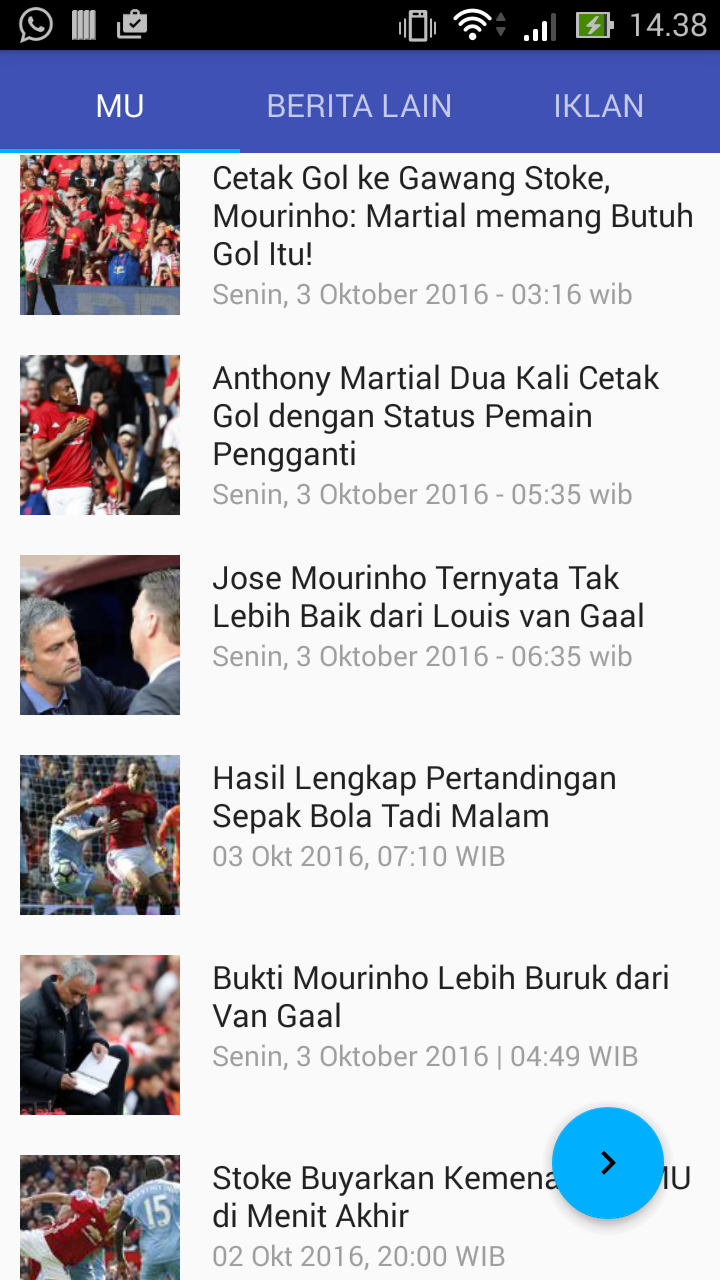 14.38
MU BERITA LAIN IKLAN
Cetak Gol ke Gawang Stoke,
Mourinho: Martial memang Butuh
Gol Itu!
Senin, 3 Oktober 2016 - 03:16 wib
Anthony Martial Dua Kali Cetak
Gol dengan Status Pemain
Pengganti
Senin, 3 Oktober 2016 - 05:35 wib
Jose Mourinho Ternyata Tak
Lebih Baik dari Louis van Gaal
Senin, 3 Oktober 2016 - 06:35 wib
Hasil Lengkap Pertandingan
Sepak Bola Tadi Malam
03 Okt 2016, 07:10 WIB
Bukti Mourinho Lebih Buruk dari
Van Gaal
Senin, 3 Oktober 2016 | 04:49 WIB
15
Stoke Buyarkan MU
di Menit Akhir
02 Okt 2016, 20:00 WIB